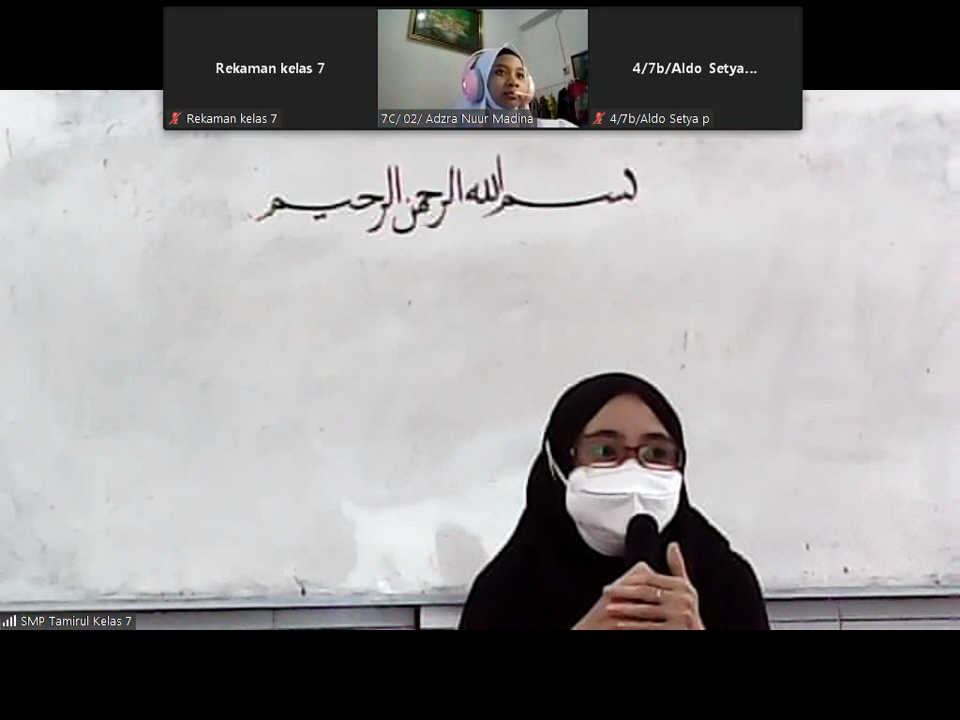 Rekaman kelas 7
4/7b/Aldo Setya...
Rekaman kelas 7
7C/ 02/ Adzra Nuur Madina
4/7b/Aldo Setya p
بسم الله الرحمن الرحيم
SMP Tamirul Kelas 7